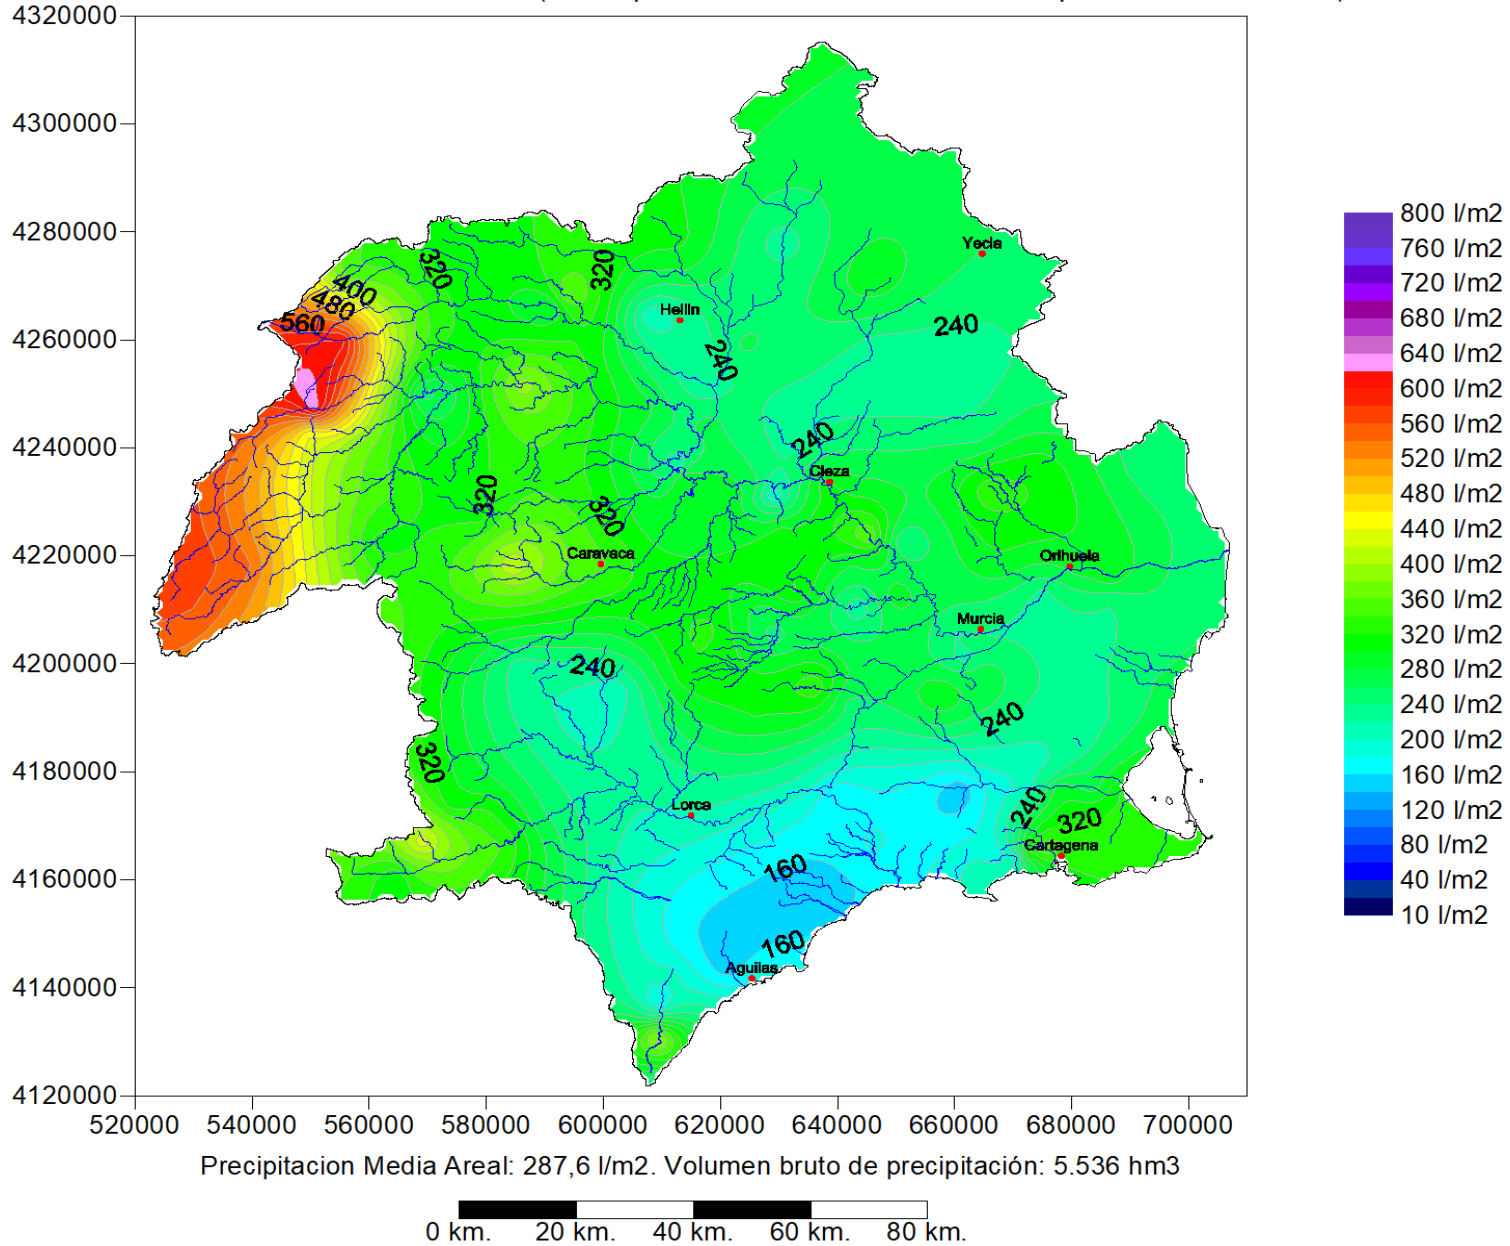 4320000
4300000
800 l/m2
4280000
Yecla
760 l/m2
320
320
720 l/m2
400
480
Hellin
680 l/m2
560
240
4260000
240
640 l/m2
600 l/m2
560 l/m2
4240000
240
520 l/m2
Cieza
320
480 l/m2
320
440 l/m2
4220000
Caravaca
Orihuela
400 l/m2
360 l/m2
Murcia
320 l/m2
4200000
240
280 l/m2
240
240 l/m2
200 l/m2
4180000
320
160 l/m2
Lorca
240
120 l/m2
320
Cartagena
80 l/m2
4160000
160
40 l/m2
10 l/m2
160
Aguilas
4140000
4120000
520000 540000 560000 580000 600000 620000 640000 660000 680000 700000
Precipitacion Media Areal: 287,6 l/m2. Volumen bruto de precipitación: 5.536 hm3
0 km. 20 km. 40 km. 60 km. 80 km.